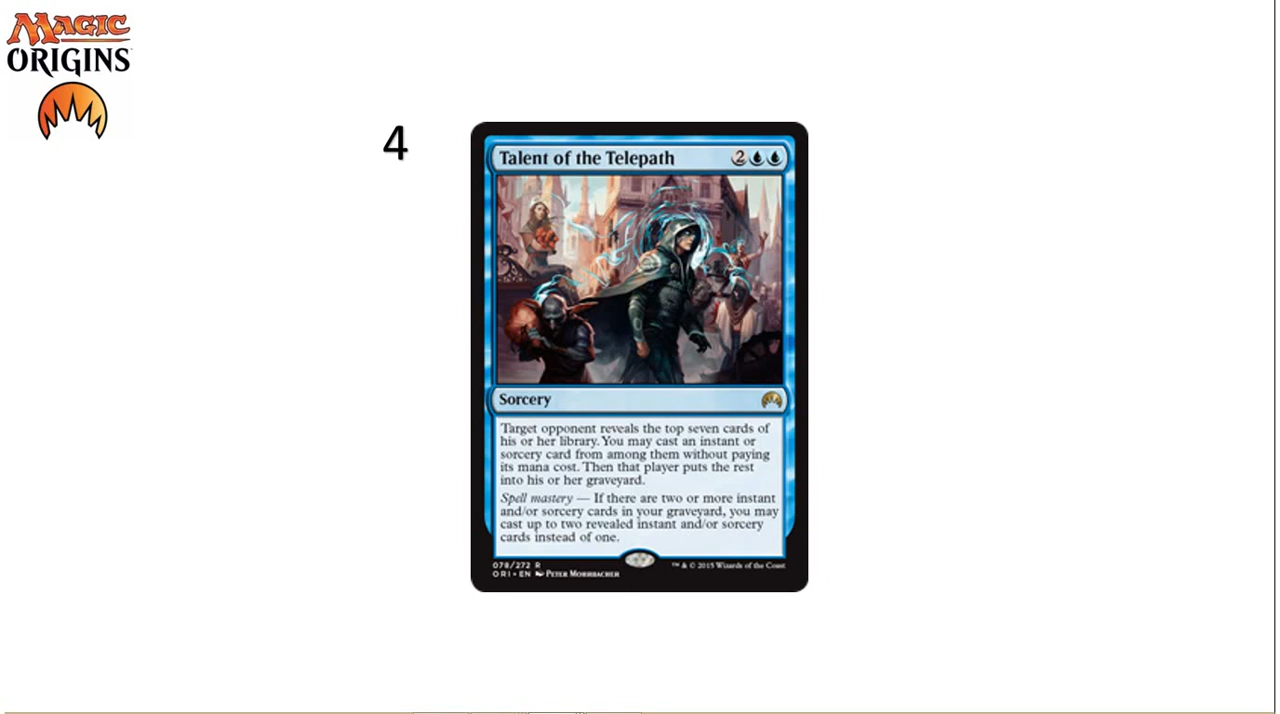 MAGIC
ORIGINS
4
Talent of the Telepath 2
Sorcery
Target opponent reveals the top seven cards of
his or her library. You may cast an instant or
sorcery card from among them without paying
its mana cost. Then that player puts the rest
into his or her graveyard.
Spell mastery — If there are two or more instant
and/or sorcery cards in your graveyard, you may
cast up to two revealed instant and/or sorcery
cards instead of one.
078/272 R
ORI • EN PETER MOHRBACHER
™ & © 2015 Wizards of the Coast